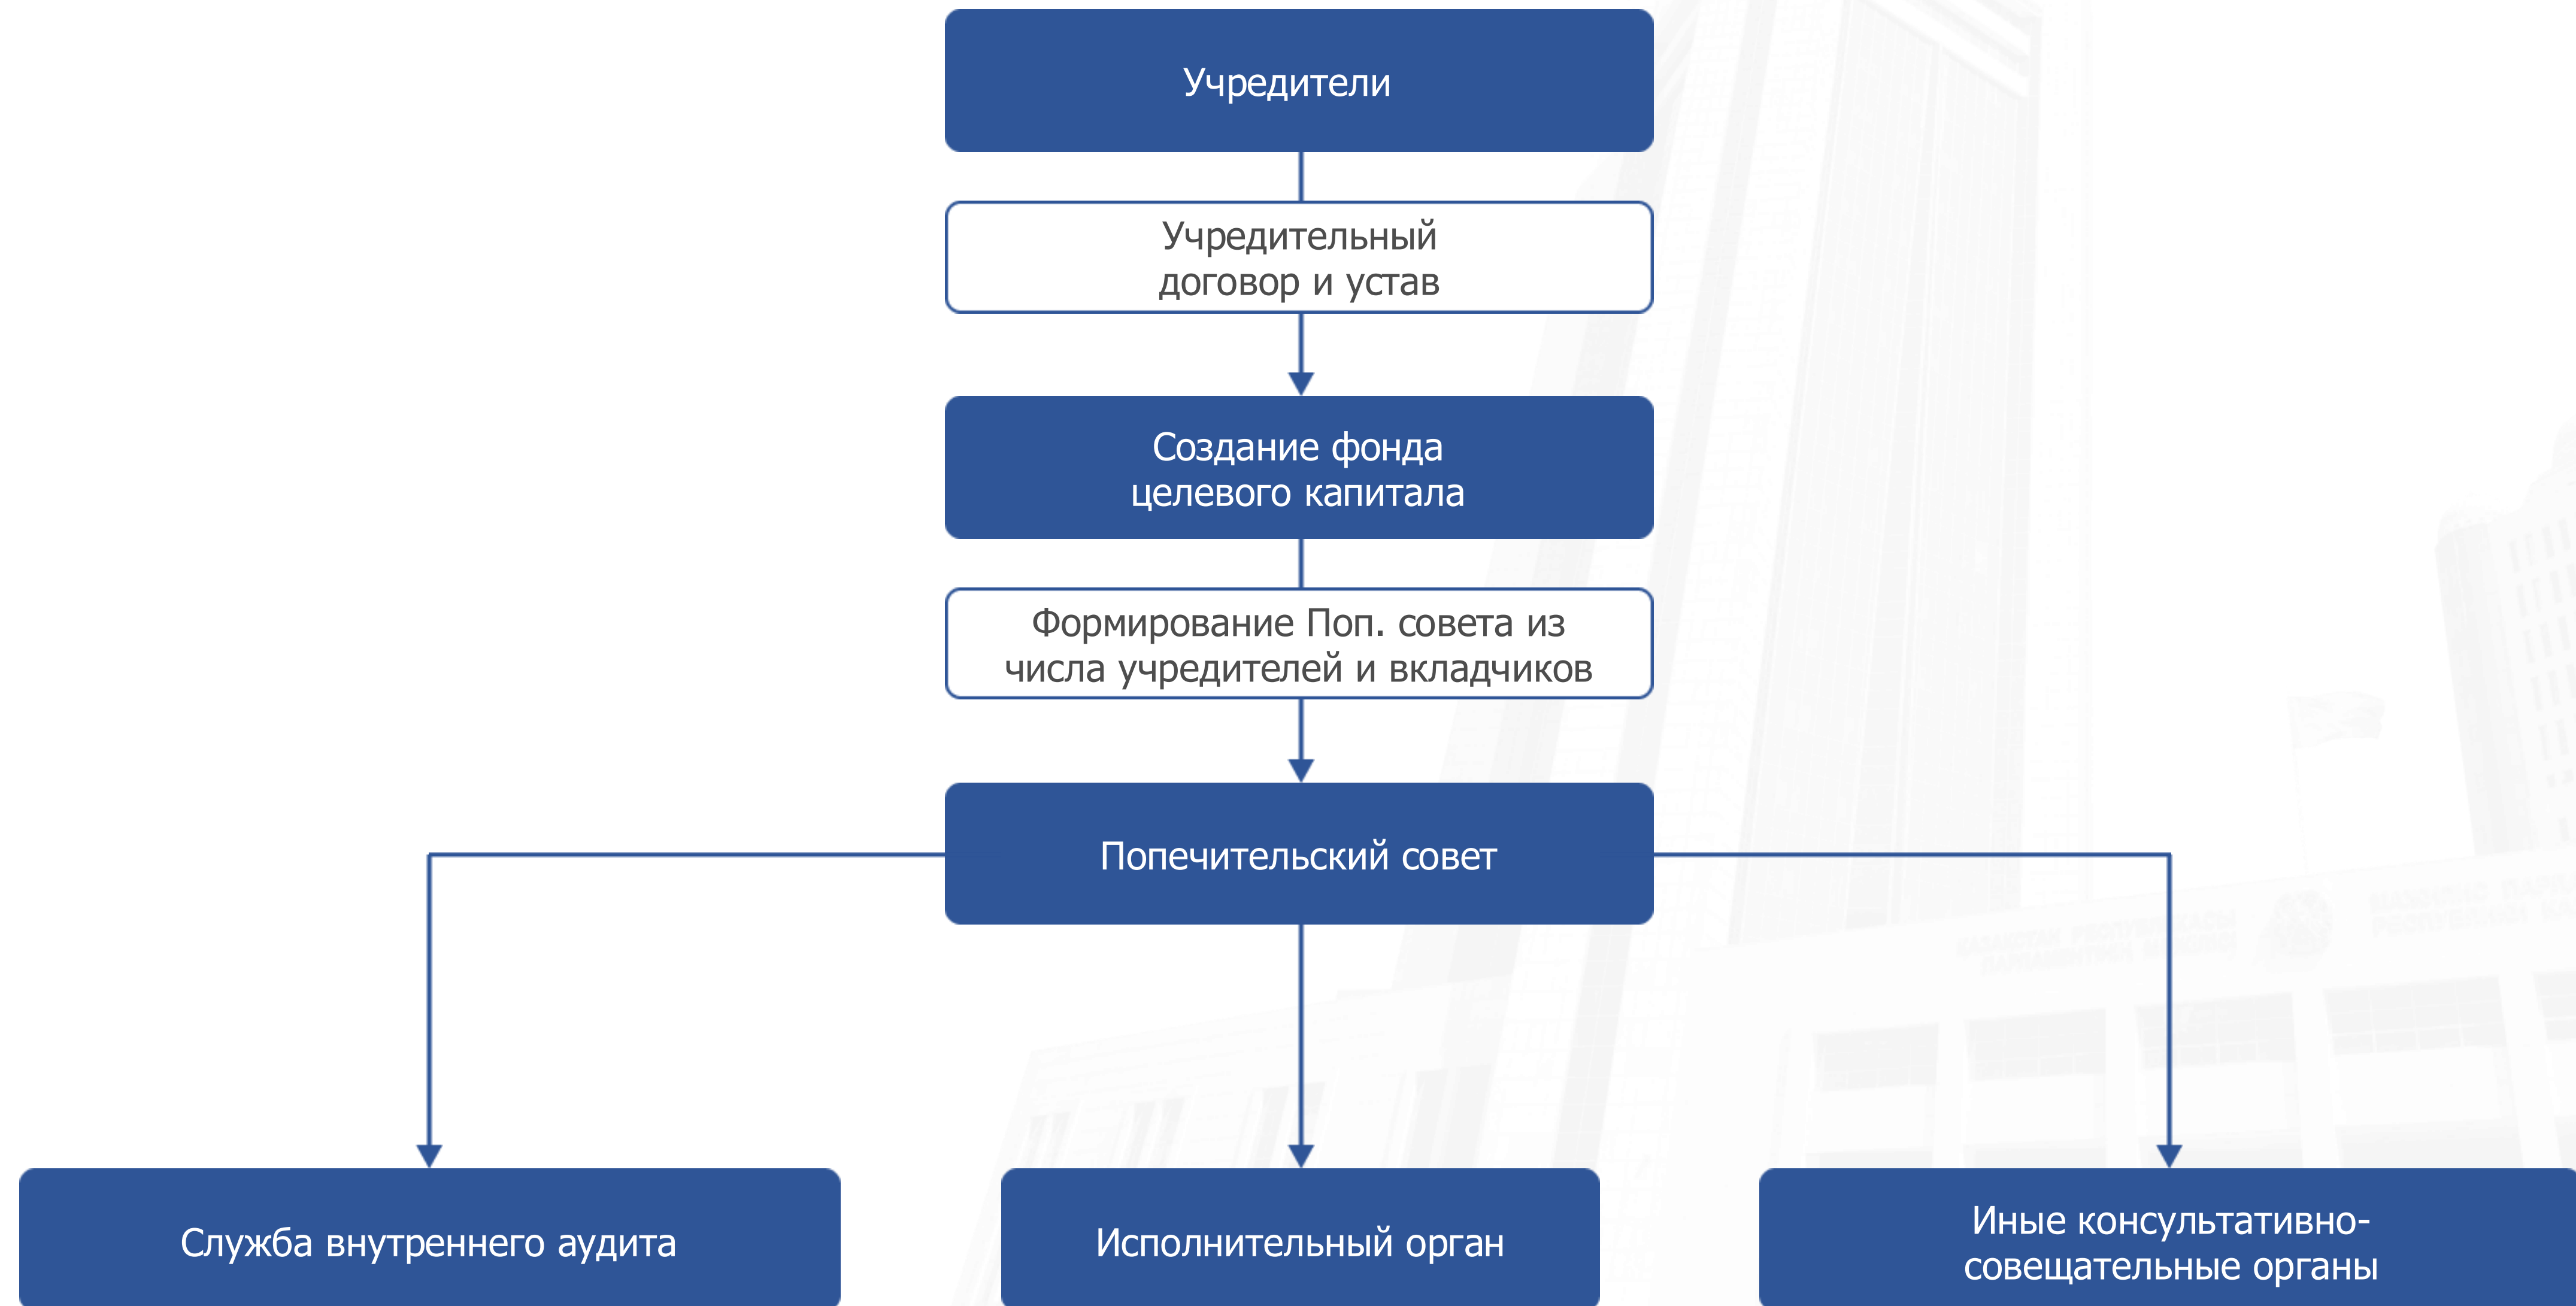 Учредители
Учредительный
договор и устав
Создание фонда
целевого капитала
Формирование Поп. совета из
числа учредителей и вкладчиков
Попечительский совет
Служба внутреннего аудита
Исполнительный орган
Иные консультативно-
совещательные органы